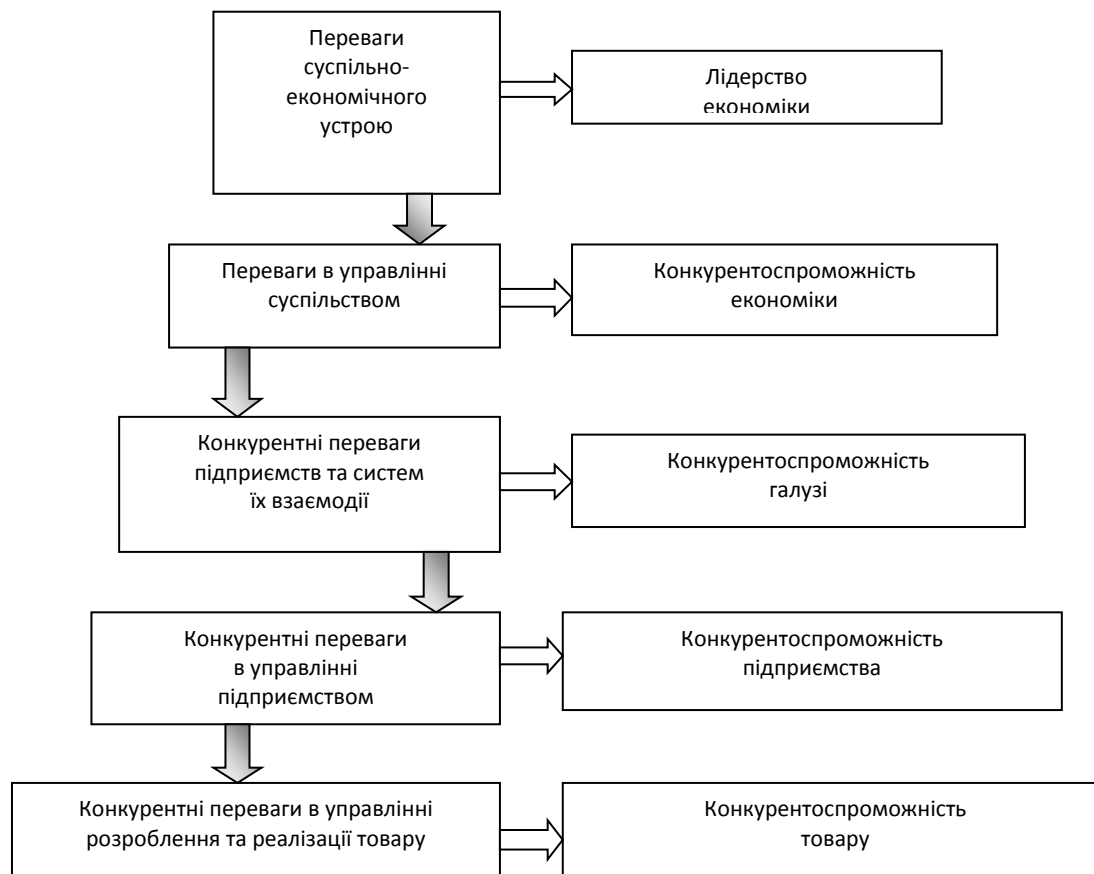 Переваги
суспільно-
економічного
устрою
Лідерство
економіки
Переваги в управлінні
суспільством
Конкурентоспроможність
економіки
Конкурентні переваги
підприємств та систем
їх взаємодії
Конкурентоспроможність
галузі
Конкурентні переваги
в управлінні
підприємством
Конкурентоспроможність
підприємства
Конкурентні переваги в управлінні
розроблення та реалізації товару
Конкурентоспроможність
товару